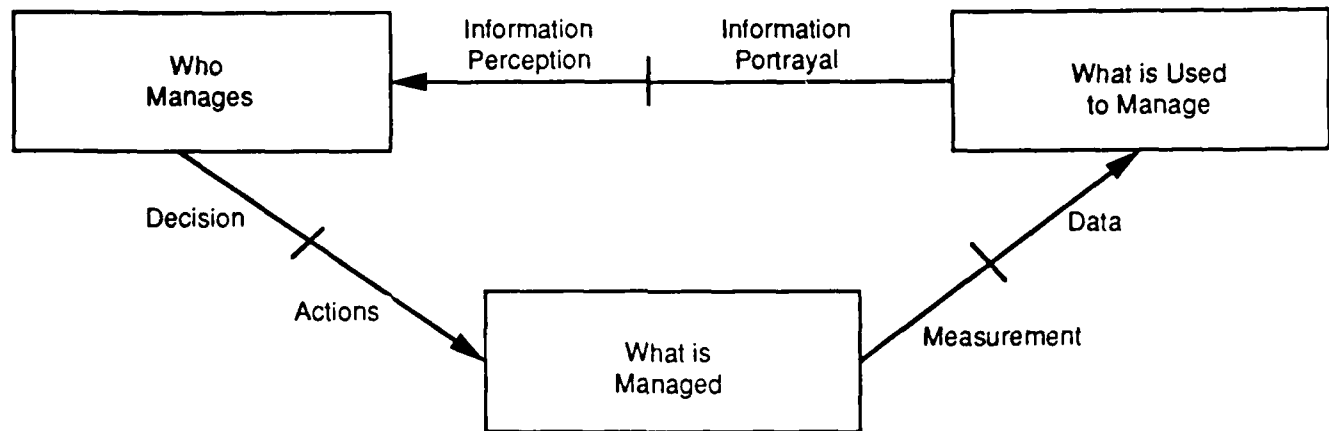 Who
Manages
Information
Perception
Information
Portrayal
What is Used
to Manage
Decision
Actions
What is
Managed
Measurement
Data